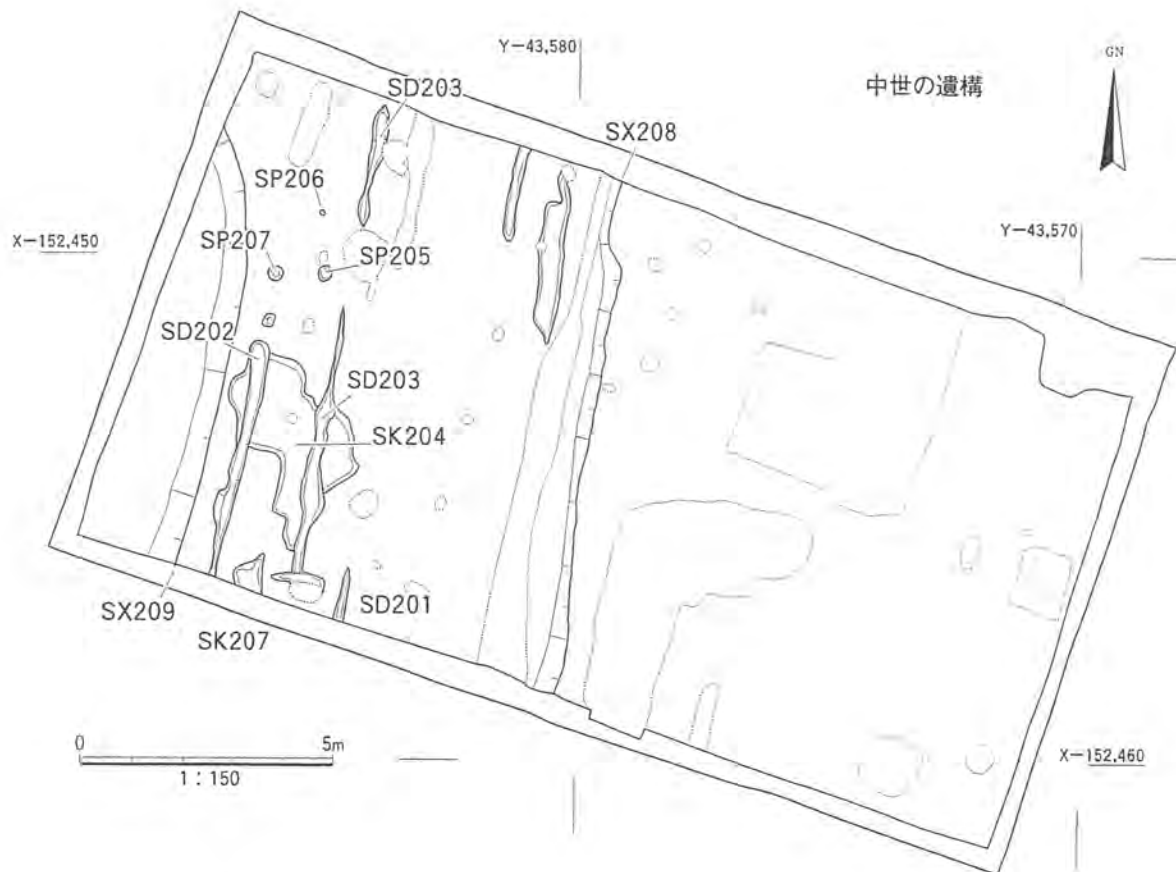 Y−43,580
GN
中世の遺構
SD203
SX208
SP206
Y−43,570
X−152,450
SP207
SP205
SD202
SD203
SK204
SX209
SD201
SK207
0 5m
1：150
X−152,460